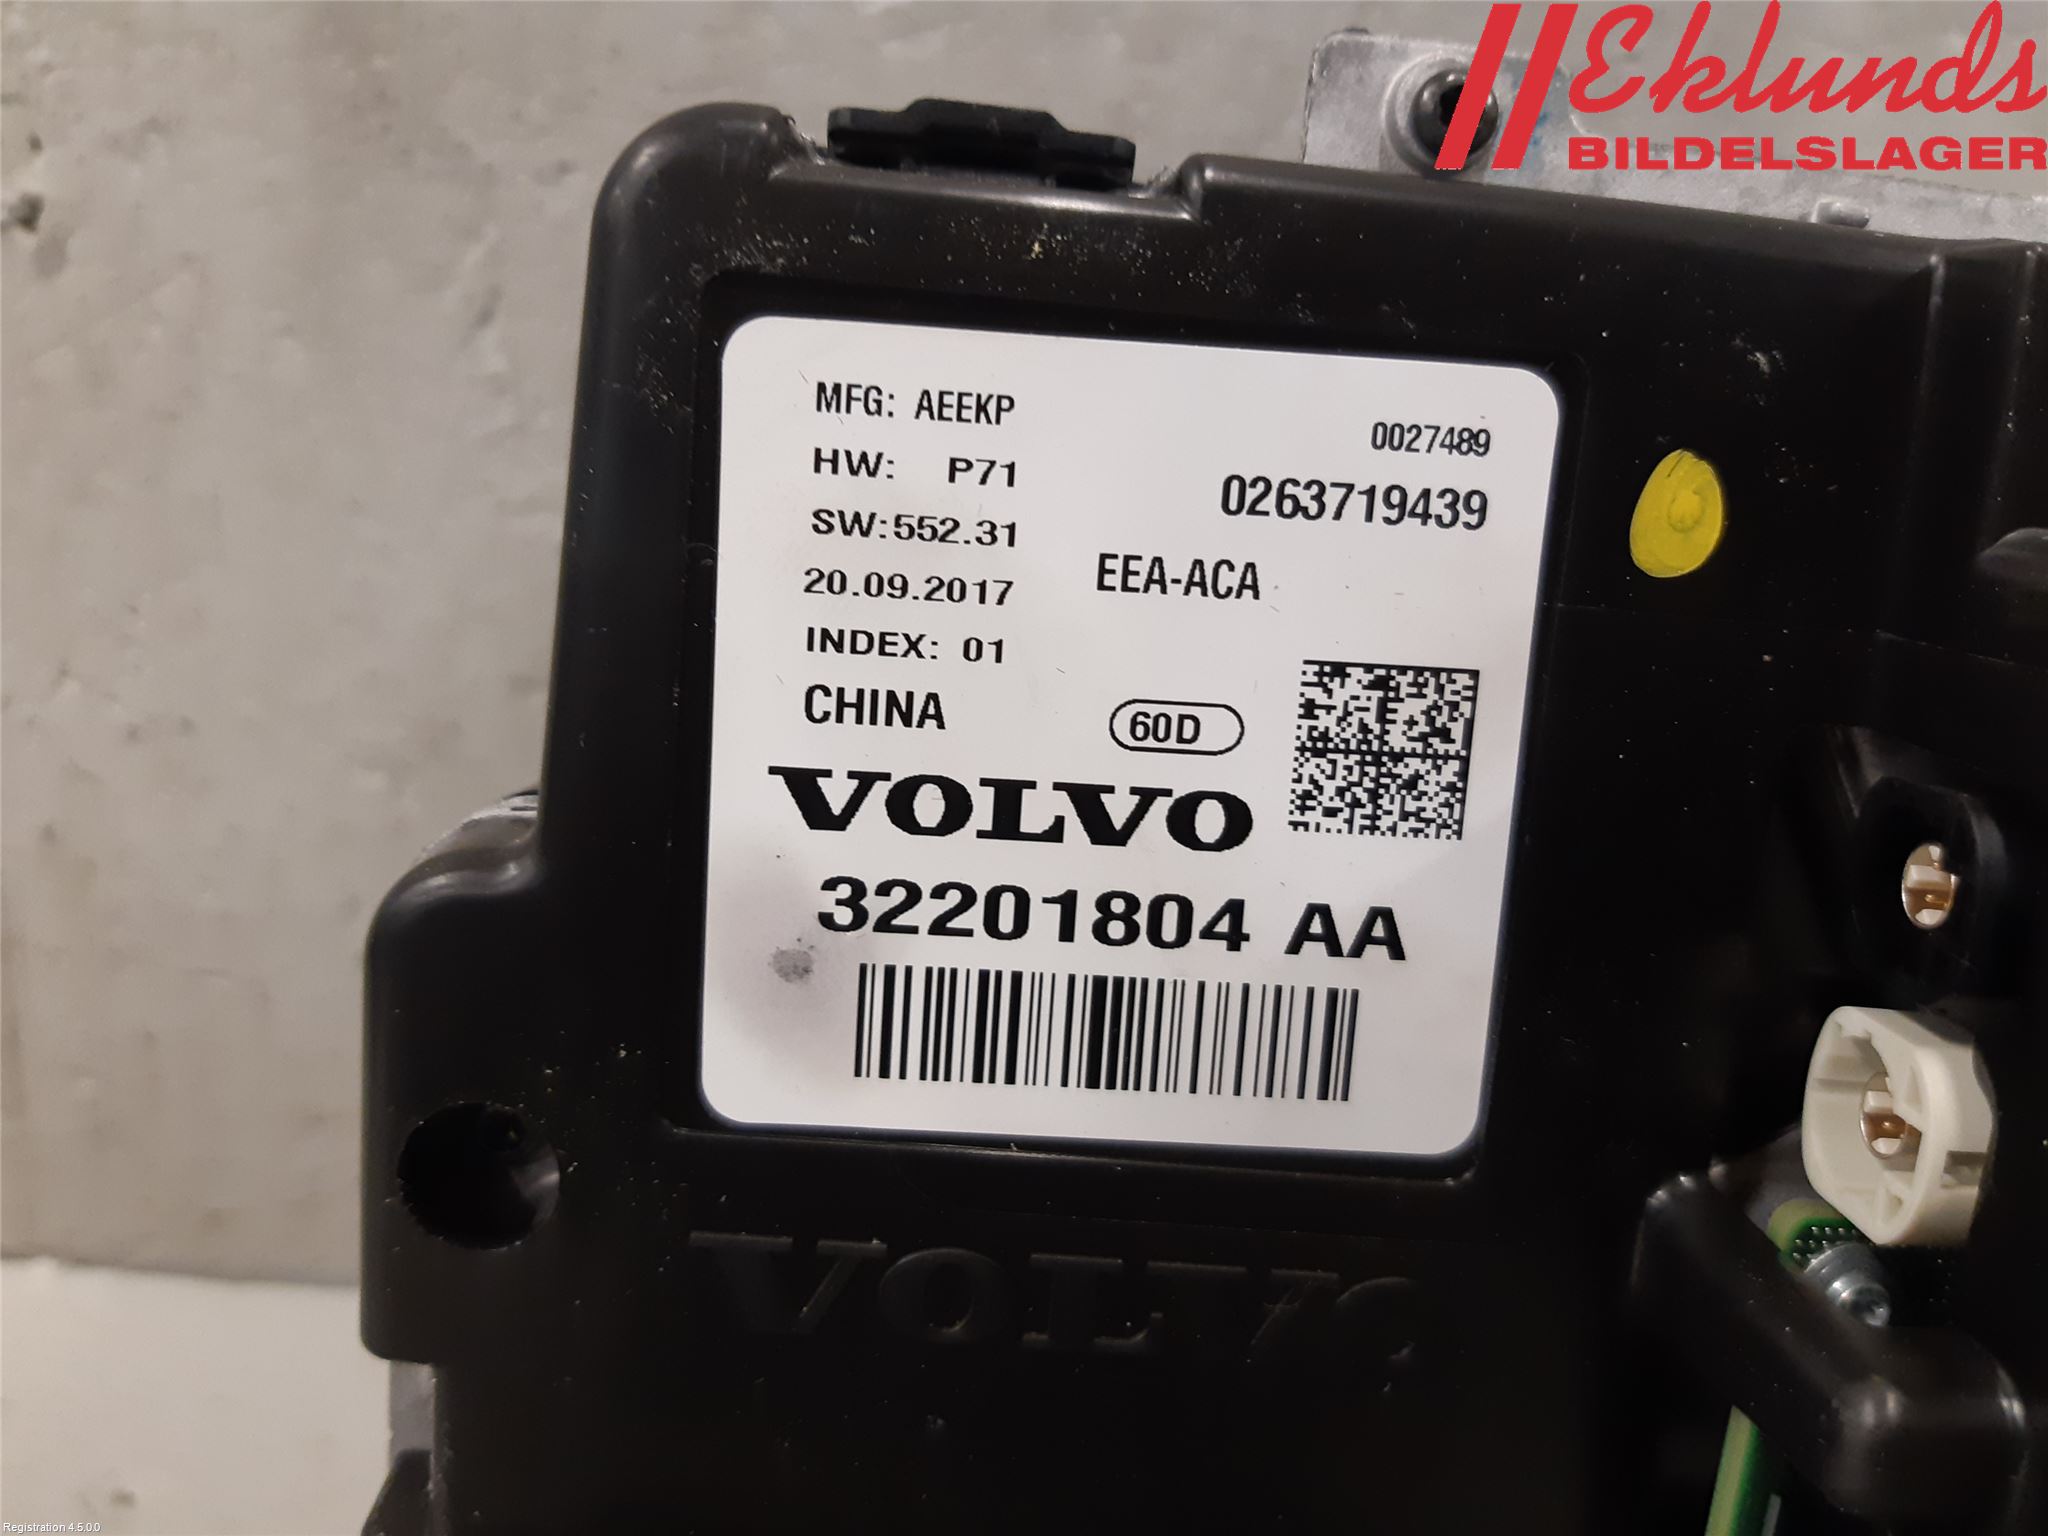 Eklunds
BILDELSLAGER
MFG: AEEKP
0027489
HW: P71
0263719439
SW:552.31
EEA-ACA
20.09.2017
INDEX: 01
CHINA
60D
VOLVO
32201804 AA
VOLVO
Registration 4.5.0.0